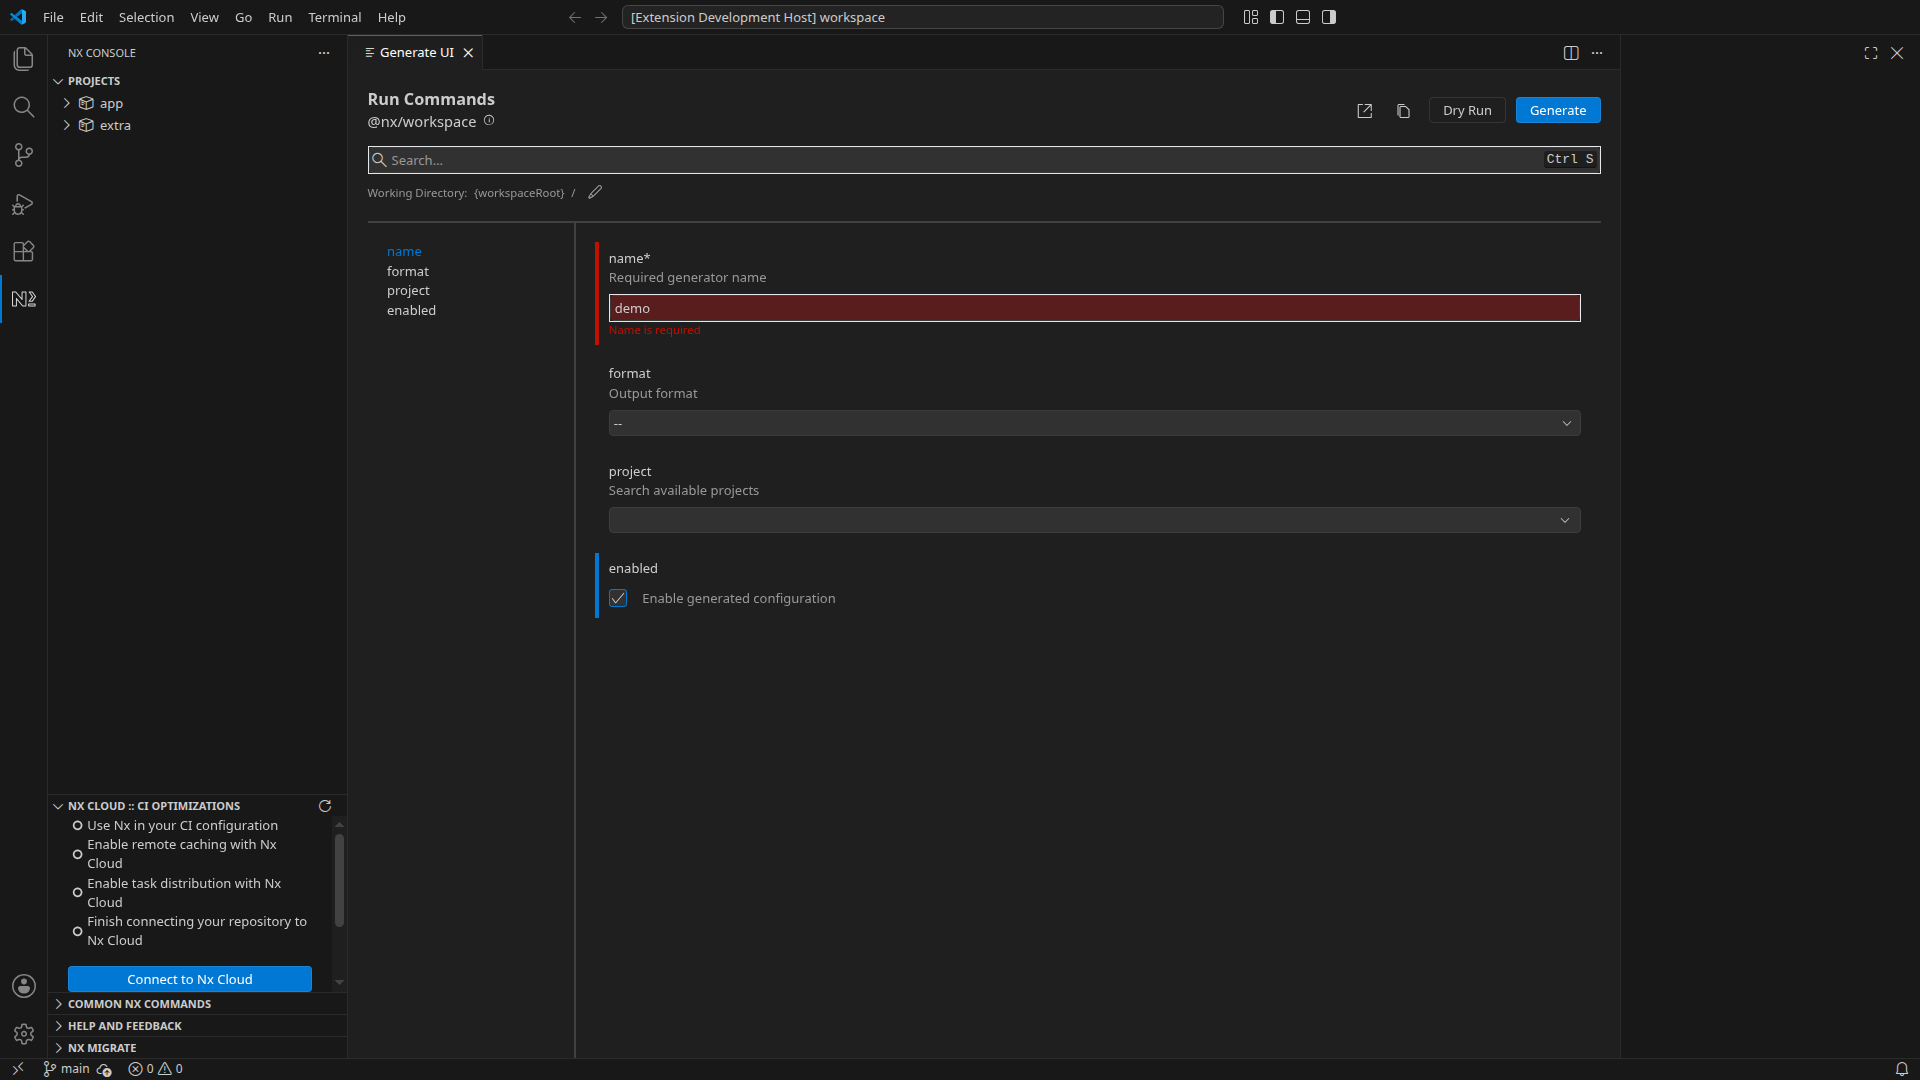 File Edit Selection View Go Run Terminal Help
[Extension Development Host] workspace
NX CONSOLE
PROJECTS
app
extra
NX CLOUD :: CI OPTIMIZATIONS
Use Nx in your CI configuration
Enable remote caching with Nx
Cloud
Enable task distribution with Nx
Cloud
Finish connecting your repository to
Nx Cloud
Connect to Nx Cloud
COMMON NX COMMANDS
HELP AND FEEDBACK
NX MIGRATE
Generate UI
Run Commands
@nx/workspace
Dry Run
Generate
Search...
Ctrl S
Working Directory: {workspaceRoot} /
name
format
project
enabled
name*
Required generator name
demo
Name is required
format
Output format
--
project
Search available projects
enabled
Enable generated configuration
main
0 0